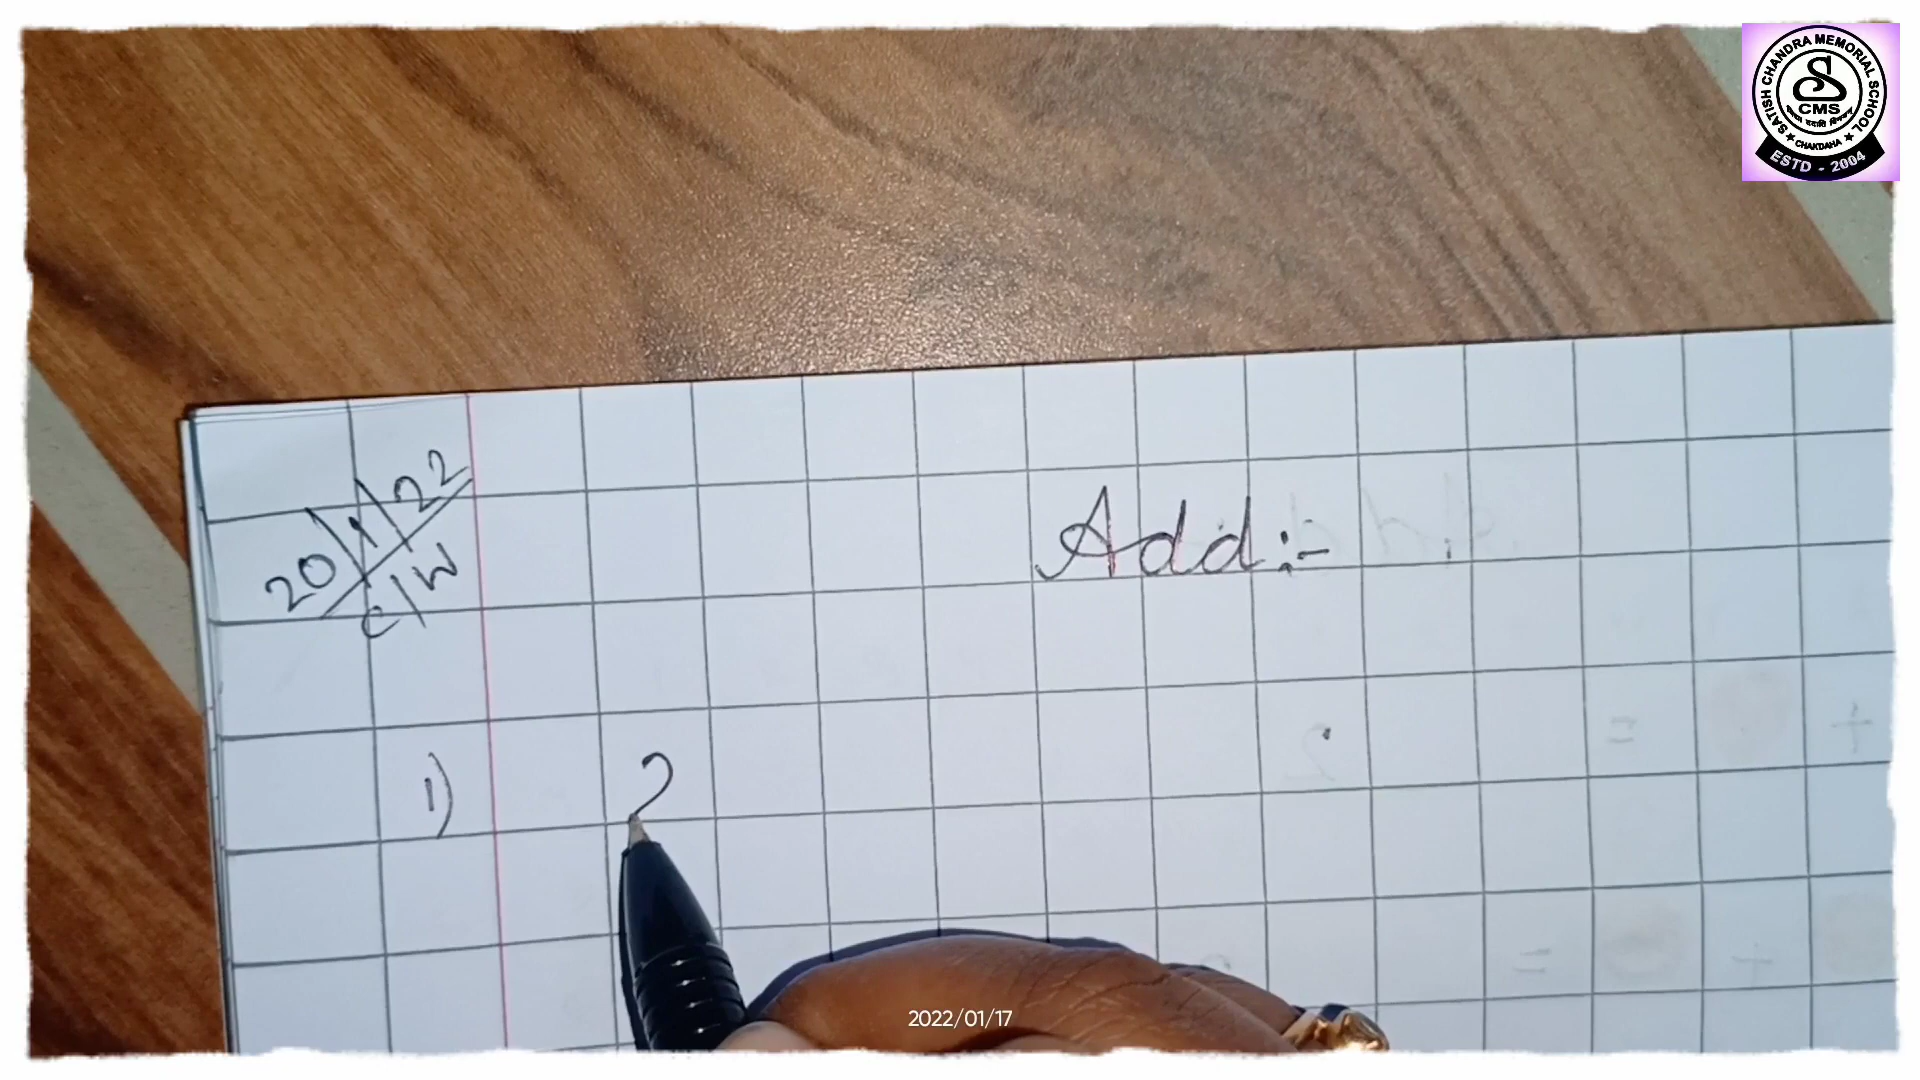 SATISH CHANDRA MEMORIAL SCHOOL
S
CMS
CHAKDAHA
ESTD - 2004
20/1/22
C/W
Add:-
1) 2
2022/01/17